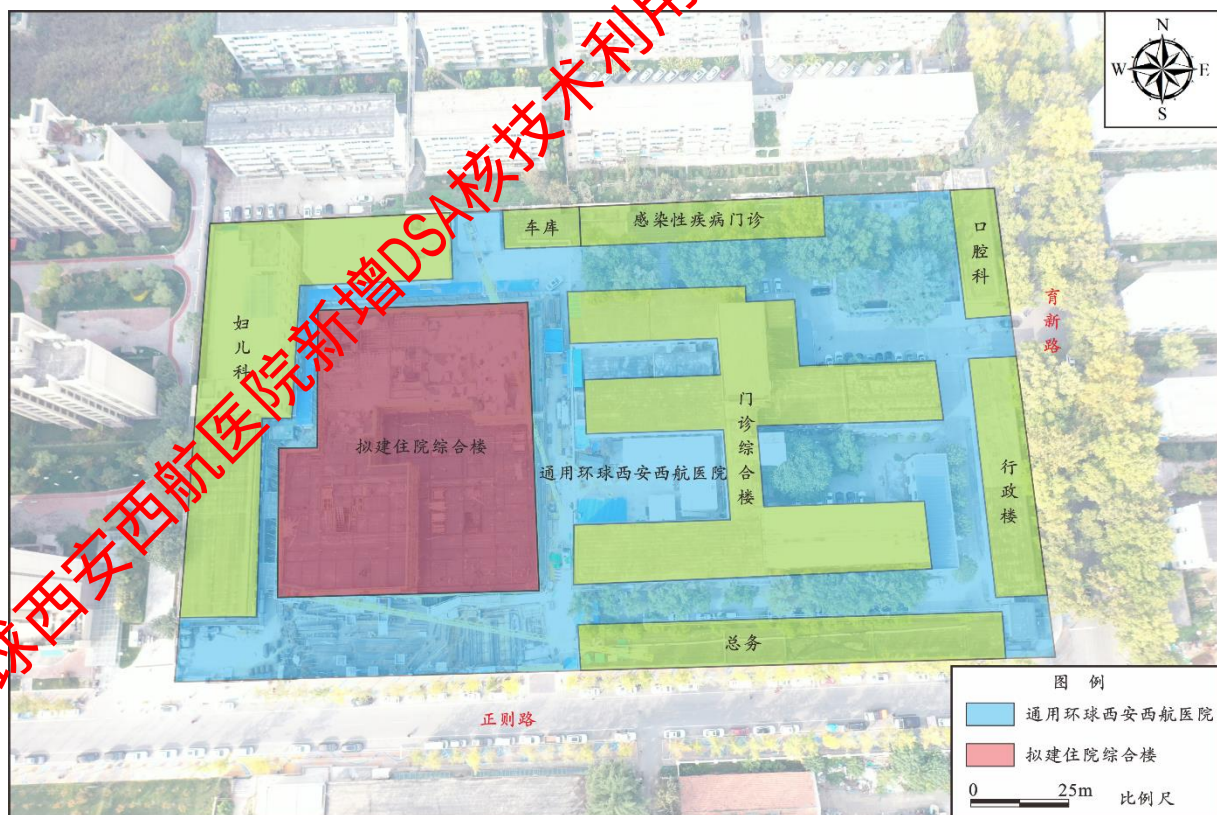 N
W E
S
球西安西航医院新增DSA核技术利用
车库
感染性疾病门诊
口腔科
育新路
妇儿科
拟建住院综合楼
通用环球西安西航医院
门诊综合楼
行政楼
总务
正则路
图 例
通用环球西安西航医院
拟建住院综合楼
0 25m 比例尺